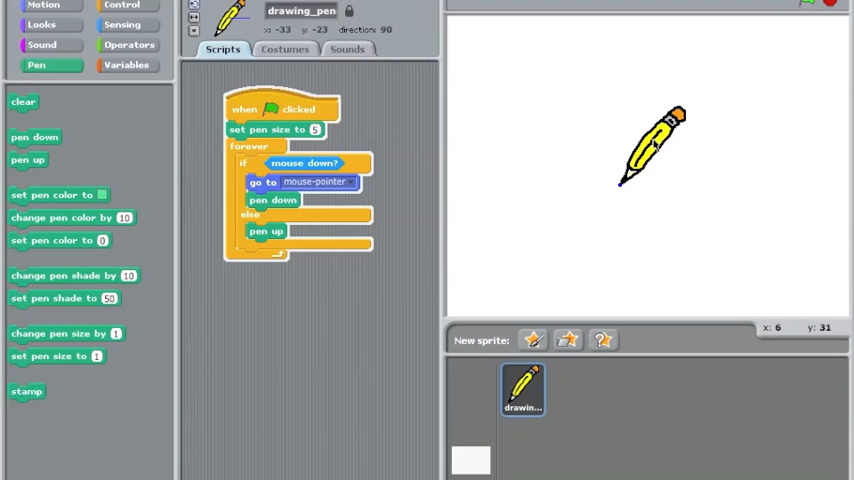 Motion Control
Looks Sensing
Sound Operators
Pen Variables
clear
pen down
pen up
set pen color to
change pen color by 10
set pen color to 0
change pen shade by 10
set pen shade to 50
change pen size by 1
set pen size to 1
stamp
drawing_pen
x: -33 y: -23 direction: 90
Scripts Costumes Sounds
when clicked
set pen size to 5
forever
if mouse down?
go to mouse-pointer
pen down
else
pen up
x: 6 y: 31
New sprite:
drawin...